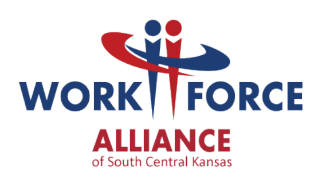 WORK FORCE
ALLIANCE
of South Central Kansas